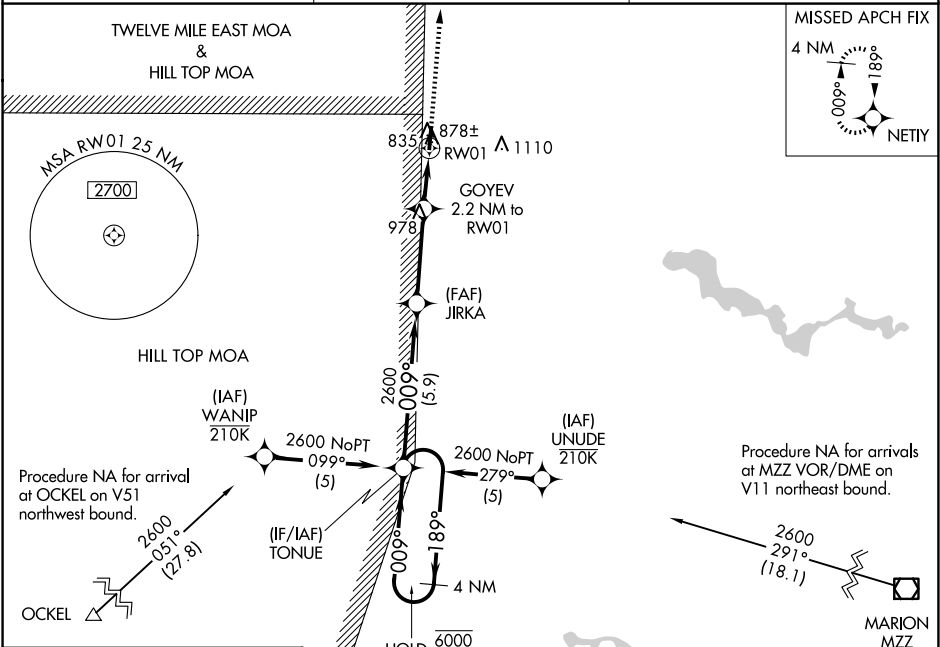 TWELVE MILE EAST MOA
&
HILL TOP MOA
MISSED APCH FIX
4 NM
009°
189°
NETIY
MSA RW01 25 NM
2700
835
878±
RW01
1110
GOYEV
2.2 NM to
RW01
978
(FAF)
JIRKA
HILL TOP MOA
2600
009°
(5.9)
(IAF)
WANIP
210K
2600 NoPT
099°
(5)
(IAF)
UNUDE
210K
2600 NoPT
279°
(5)
Procedure NA for arrival
at OCKEL on V51
northwest bound.
Procedure NA for arrivals
at MZZ VOR/DME on
V11 northeast bound.
(IF/IAF)
TONUE
009°
189°
4 NM
2600
051°
(27.8)
OCKEL
2600
291°
(18.1)
MARION
MZZ
HOLD 6000